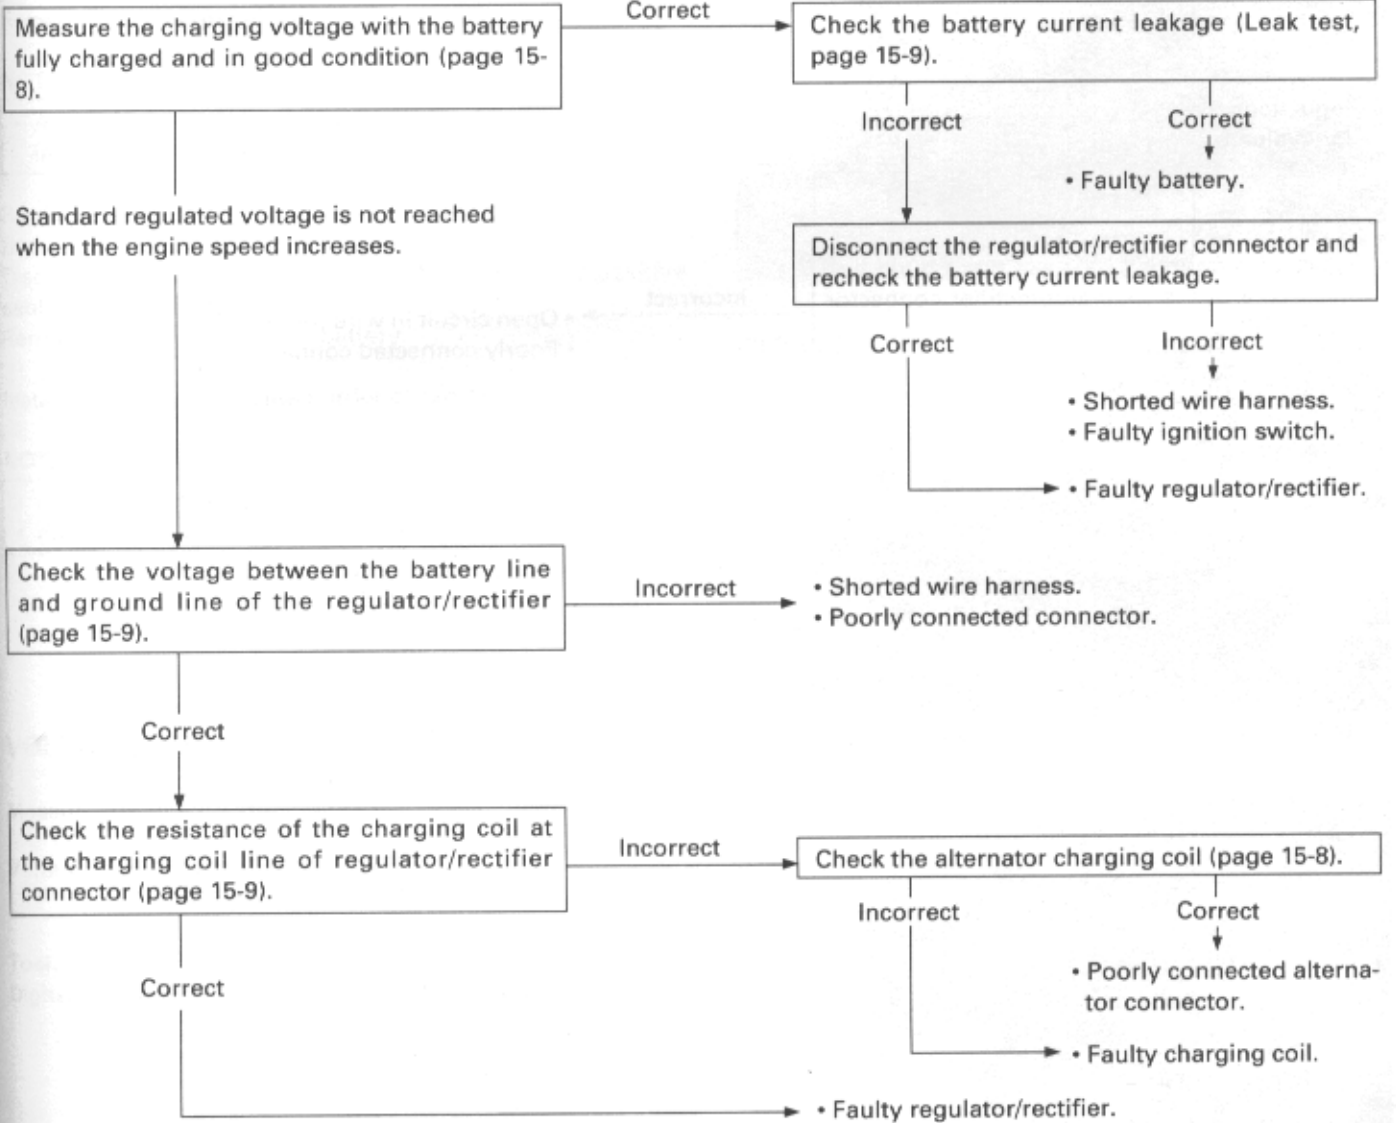 Correct
Measure the charging voltage with the battery
fully charged and in good condition (page 15-
8).
Check the battery current leakage (Leak test,
page 15-9).
Incorrect
Correct
• Faulty battery.
Standard regulated voltage is not reached
when the engine speed increases.
Disconnect the regulator/rectifier connector and
recheck the battery current leakage.
Correct
Incorrect
• Shorted wire harness.
• Faulty ignition switch.
• Faulty regulator/rectifier.
Check the voltage between the battery line
and ground line of the regulator/rectifier
(page 15-9).
Incorrect
• Shorted wire harness.
• Poorly connected connector.
Correct
Check the resistance of the charging coil at
the charging coil line of regulator/rectifier
connector (page 15-9).
Incorrect
Check the alternator charging coil (page 15-8).
Incorrect
Correct
• Poorly connected alterna-
tor connector.
• Faulty charging coil.
Correct
• Faulty regulator/rectifier.